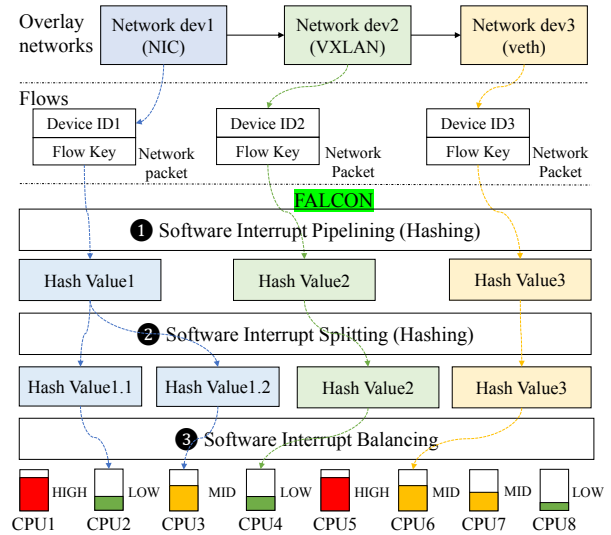 Overlay networks
Network dev1 (NIC)
Network dev2 (VXLAN)
Network dev3 (veth)
Flows
Device ID1
Flow Key
Network packet
Device ID2
Flow Key
Network Packet
Device ID3
Flow Key
Network Packet
FALCON
❶ Software Interrupt Pipelining (Hashing)
Hash Value1
Hash Value2
Hash Value3
❷ Software Interrupt Splitting (Hashing)
Hash Value1.1
Hash Value1.2
Hash Value2
Hash Value3
❸ Software Interrupt Balancing
HIGH
LOW
MID
LOW
HIGH
MID
MID
LOW
CPU1
CPU2
CPU3
CPU4
CPU5
CPU6
CPU7
CPU8